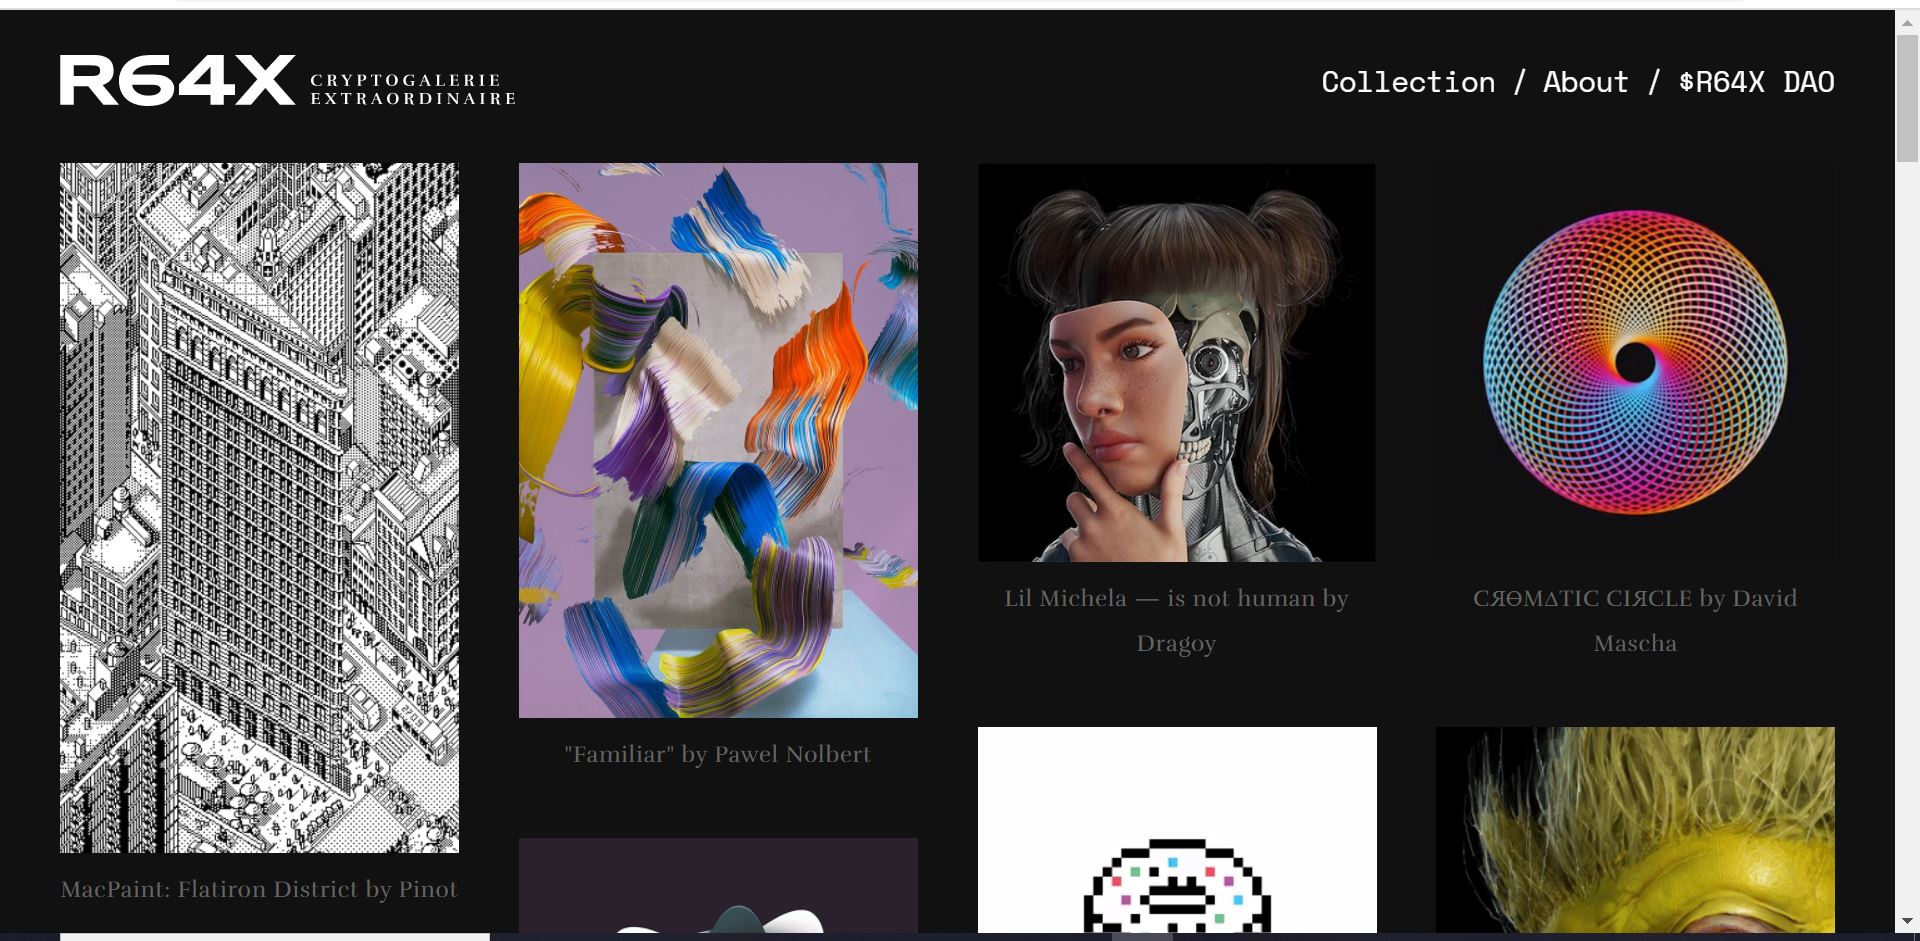 R64X CRYPTOGALERIE
EXTRAORDINAIRE
Collection / About / $R64X DAO
MacPaint: Flatiron District by Pinot
"Familiar" by Pawel Nolbert
Lil Michela — is not human by
Dragoy
CЯӨMΔTIC CIЯCLE by David
Mascha